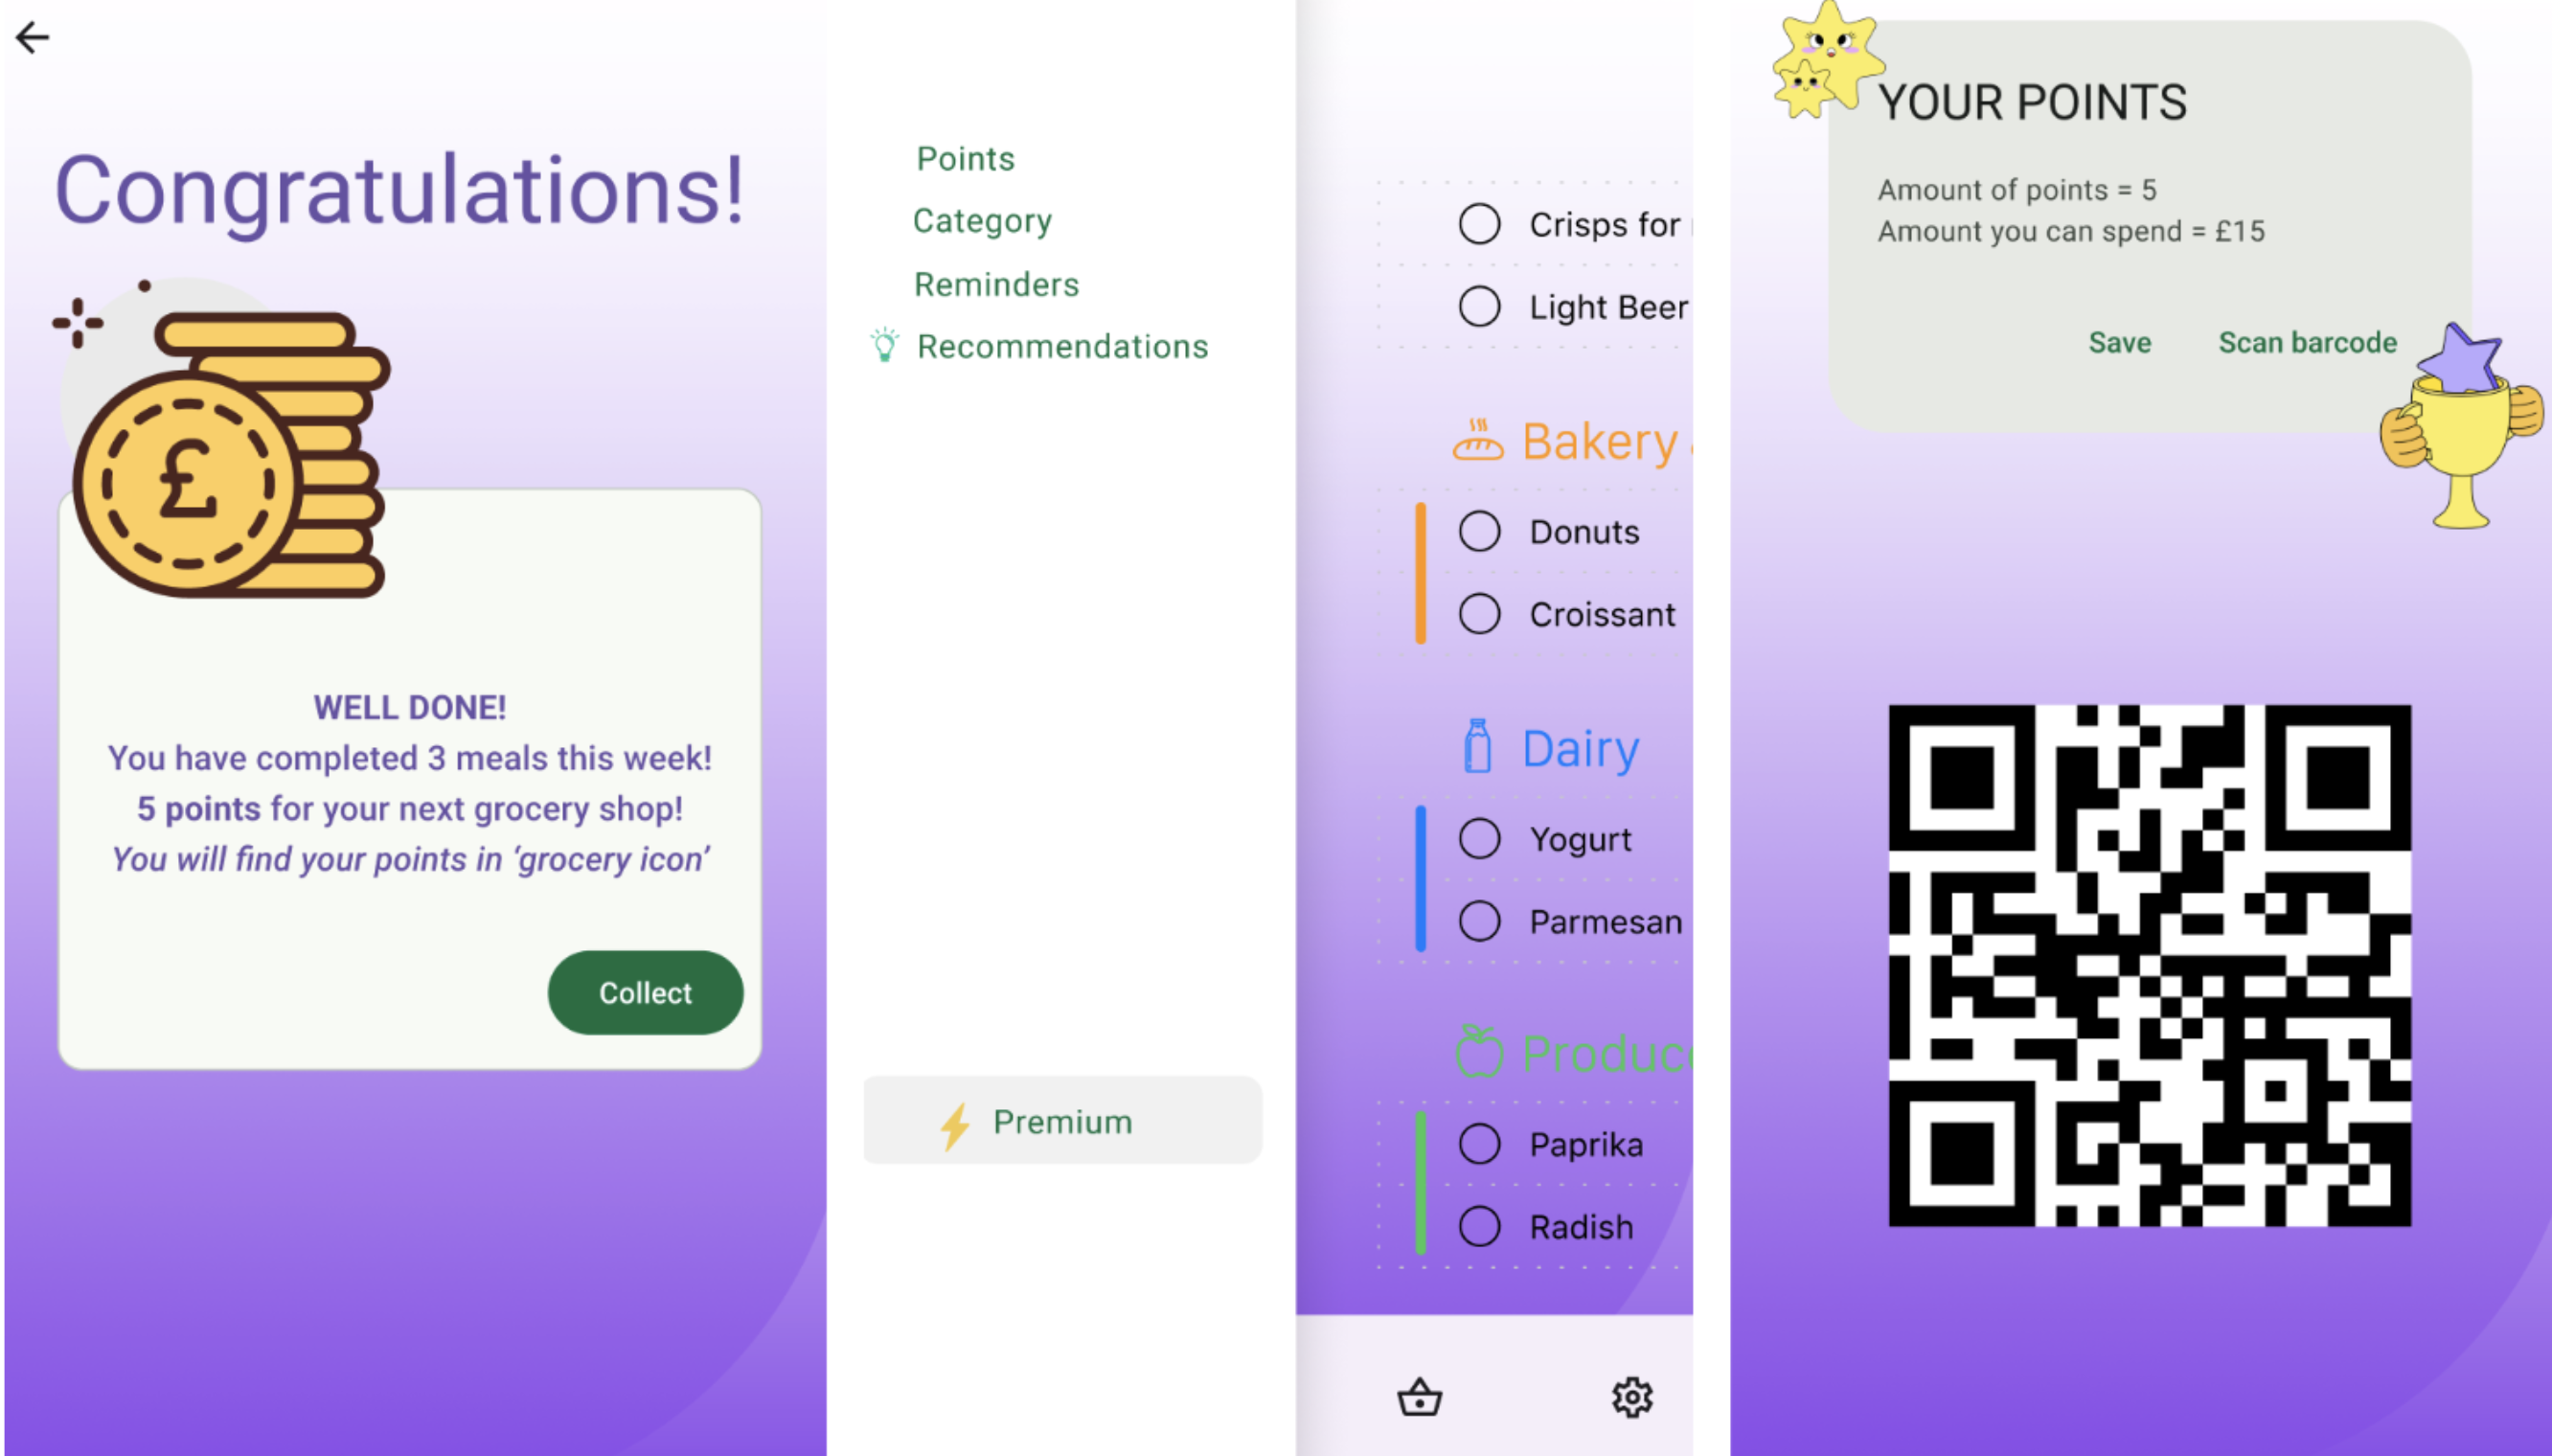 Congratulations!
£
WELL DONE!
You have completed 3 meals this week!
5 points for your next grocery shop!
You will find your points in ‘grocery icon’
Collect
Points
Category
Reminders
Recommendations
Premium
Crisps for
Light Beer
Bakery
Donuts
Croissant
Dairy
Yogurt
Parmesan
Produce
Paprika
Radish
YOUR POINTS
Amount of points = 5
Amount you can spend = £15
Save
Scan barcode